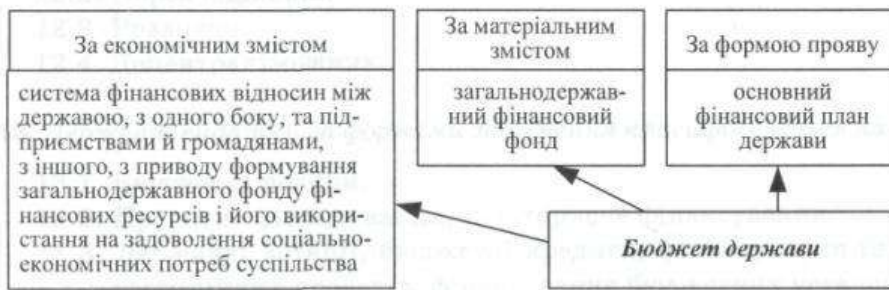 За економічним змістом
система фінансових відносин між
державою, з одного боку, та під-
приємствами й громадянами,
з іншого, з приводу формування
загальнодержавного фонду фі-
нансових ресурсів і його викори-
стання на задоволення соціально-
економічних потреб суспільства
За матеріальним
змістом
загальнодержав-
ний фінансовий
фонд
За формою прояву
основний
фінансовий план
держави
Бюджет держави